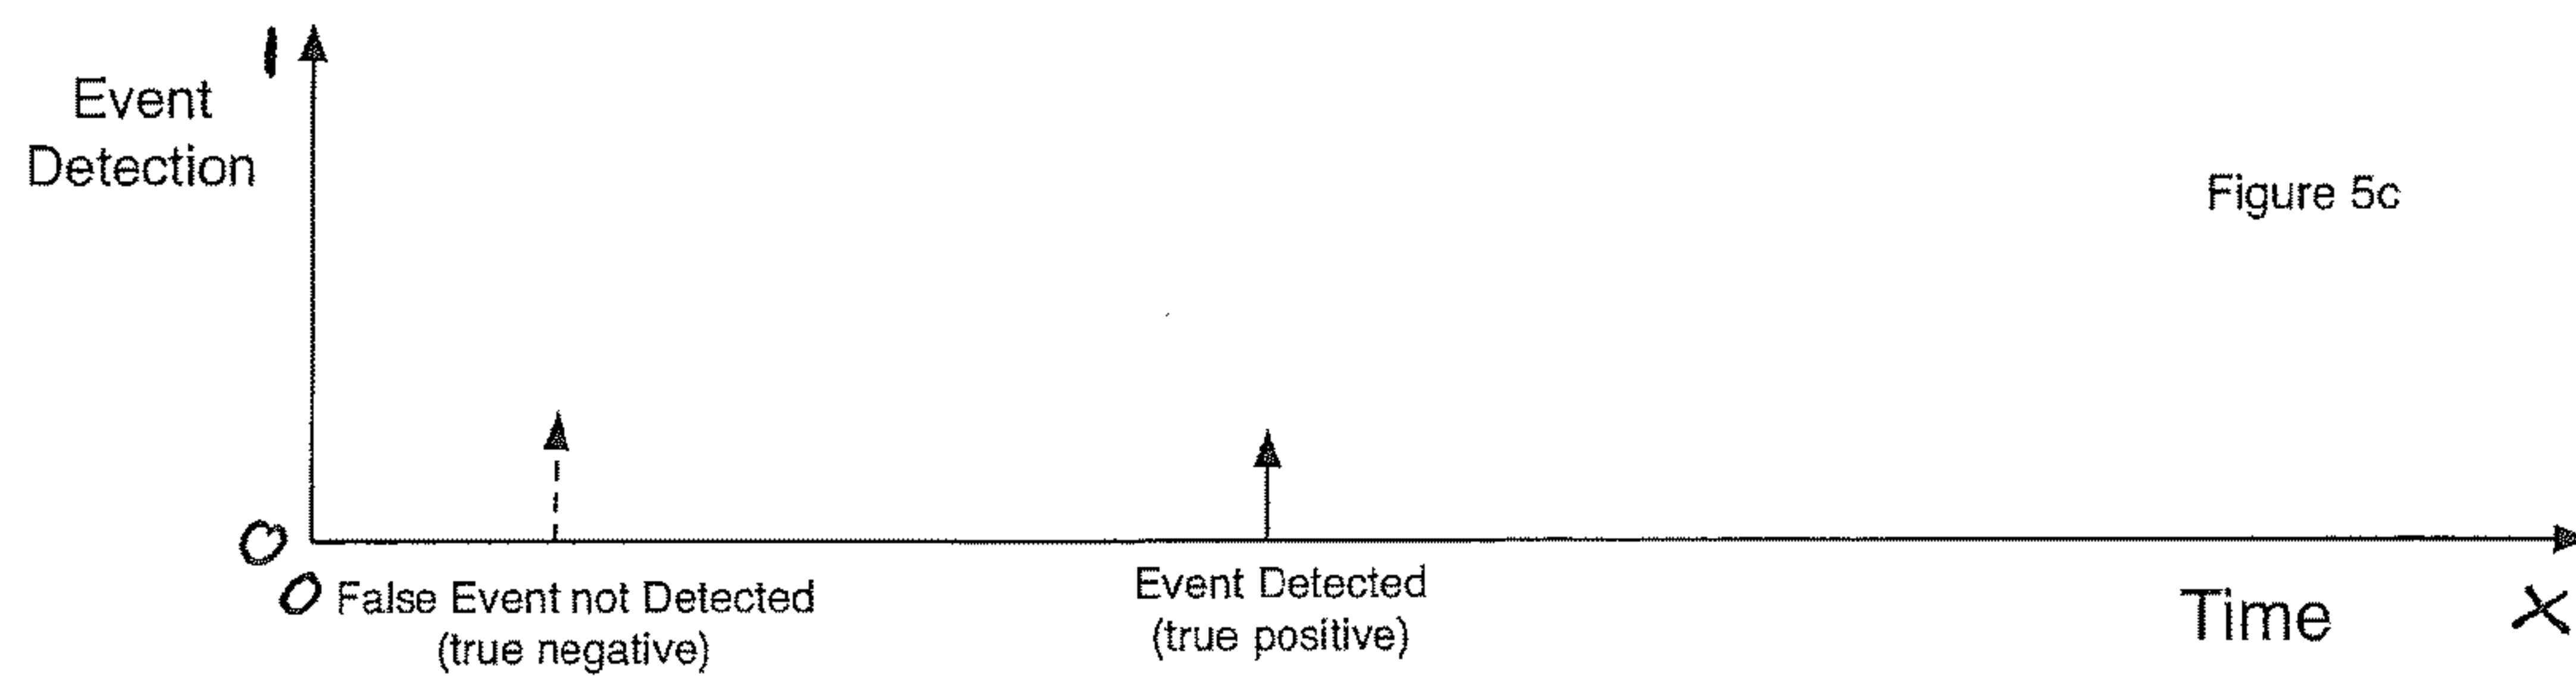 1
Event
Detection
Figure 5c
0
0 False Event not Detected
(true negative)
Event Detected
(true positive)
Time X